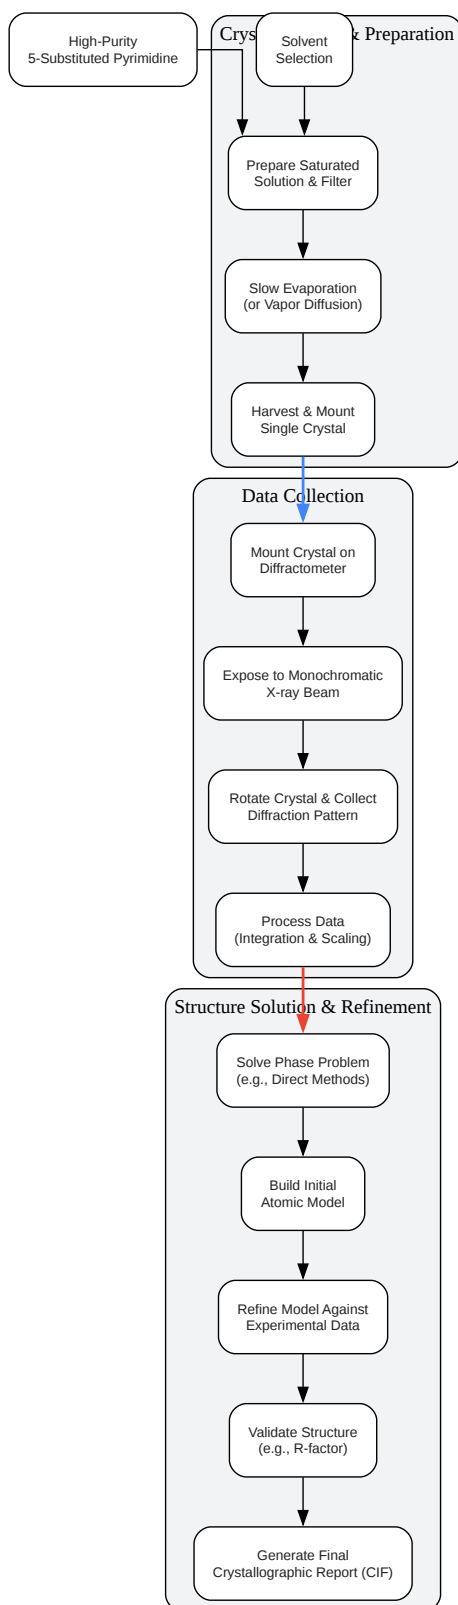 High-Purity
5-Substituted Pyrimidine
& Preparation
Solvent
Selection
Prepare Saturated
Solution & Filter
Slow Evaporation
(or Vapor Diffusion)
Harvest & Mount
Single Crystal
Data Collection
Mount Crystal on
Diffractometer
Expose to Monochromatic
X-ray Beam
Rotate Crystal & Collect
Diffraction Pattern
Process Data
(Integration & Scaling)
Structure Solution & Refinement
Solve Phase Problem
(e.g., Direct Methods)
Build Initial
Atomic Model
Refine Model Against
Experimental Data
Validate Structure
(e.g., R-factor)
Generate Final
Crystallographic Report (CIF)